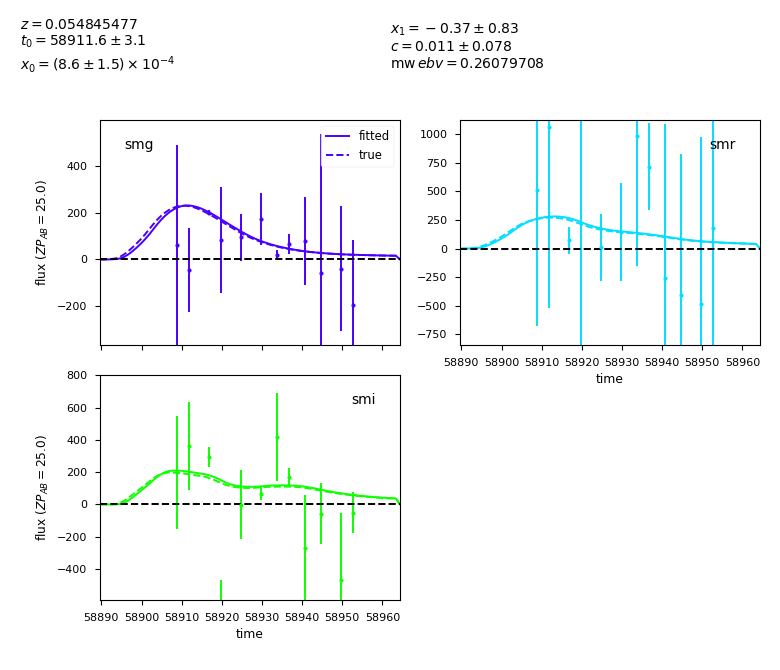 z = 0.054845477
t₀ = 58911.6 ± 3.1
x₀ = (8.6 ± 1.5) × 10⁻⁴
x₁ = −0.37 ± 0.83
c = 0.011 ± 0.078
mw ebv = 0.26079708
smg
fitted
true
400
200
0
−200
flux (ZP_AB = 25.0)
smr
1000
750
500
250
0
−250
−500
−750
58890 58900 58910 58920 58930 58940 58950 58960
time
smi
800
600
400
200
0
−200
−400
flux (ZP_AB = 25.0)
58890 58900 58910 58920 58930 58940 58950 58960
time